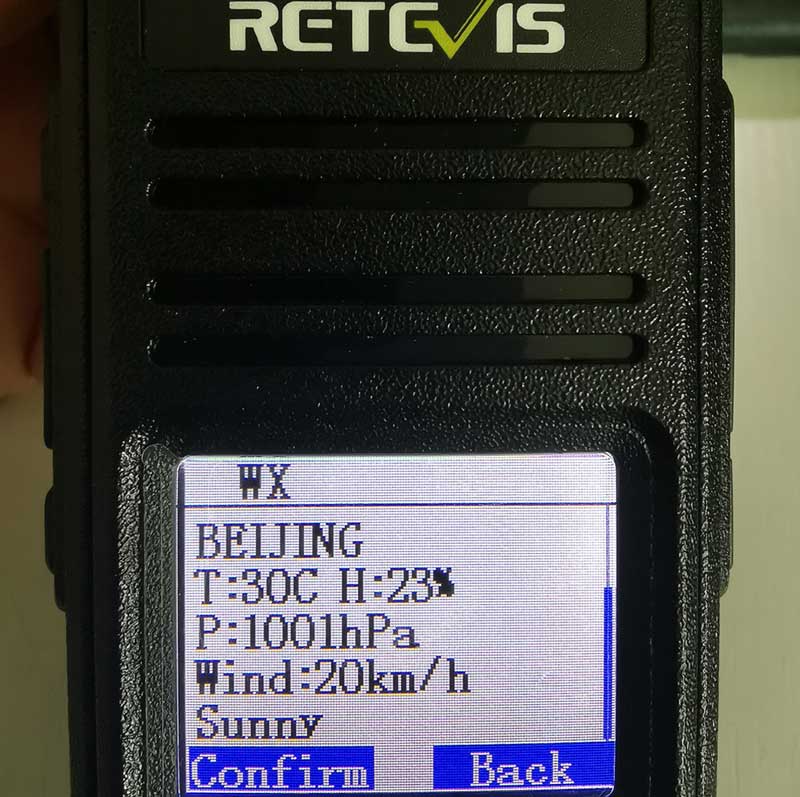 RETEVIS
WX
BEIJING
T:30C H:23%
P:1001hPa
Wind:20km/h
Sunny
Confirm Back